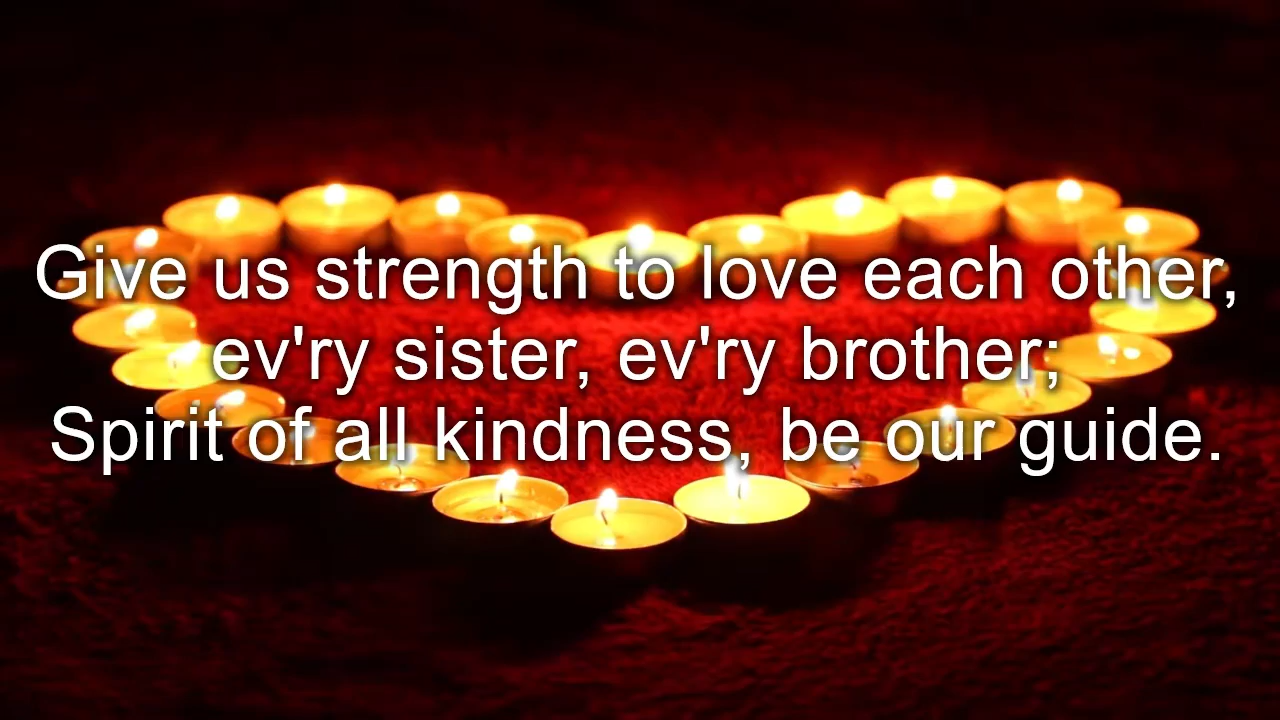 Give us strength to love each other,
ev'ry sister, ev'ry brother;
Spirit of all kindness, be our guide.